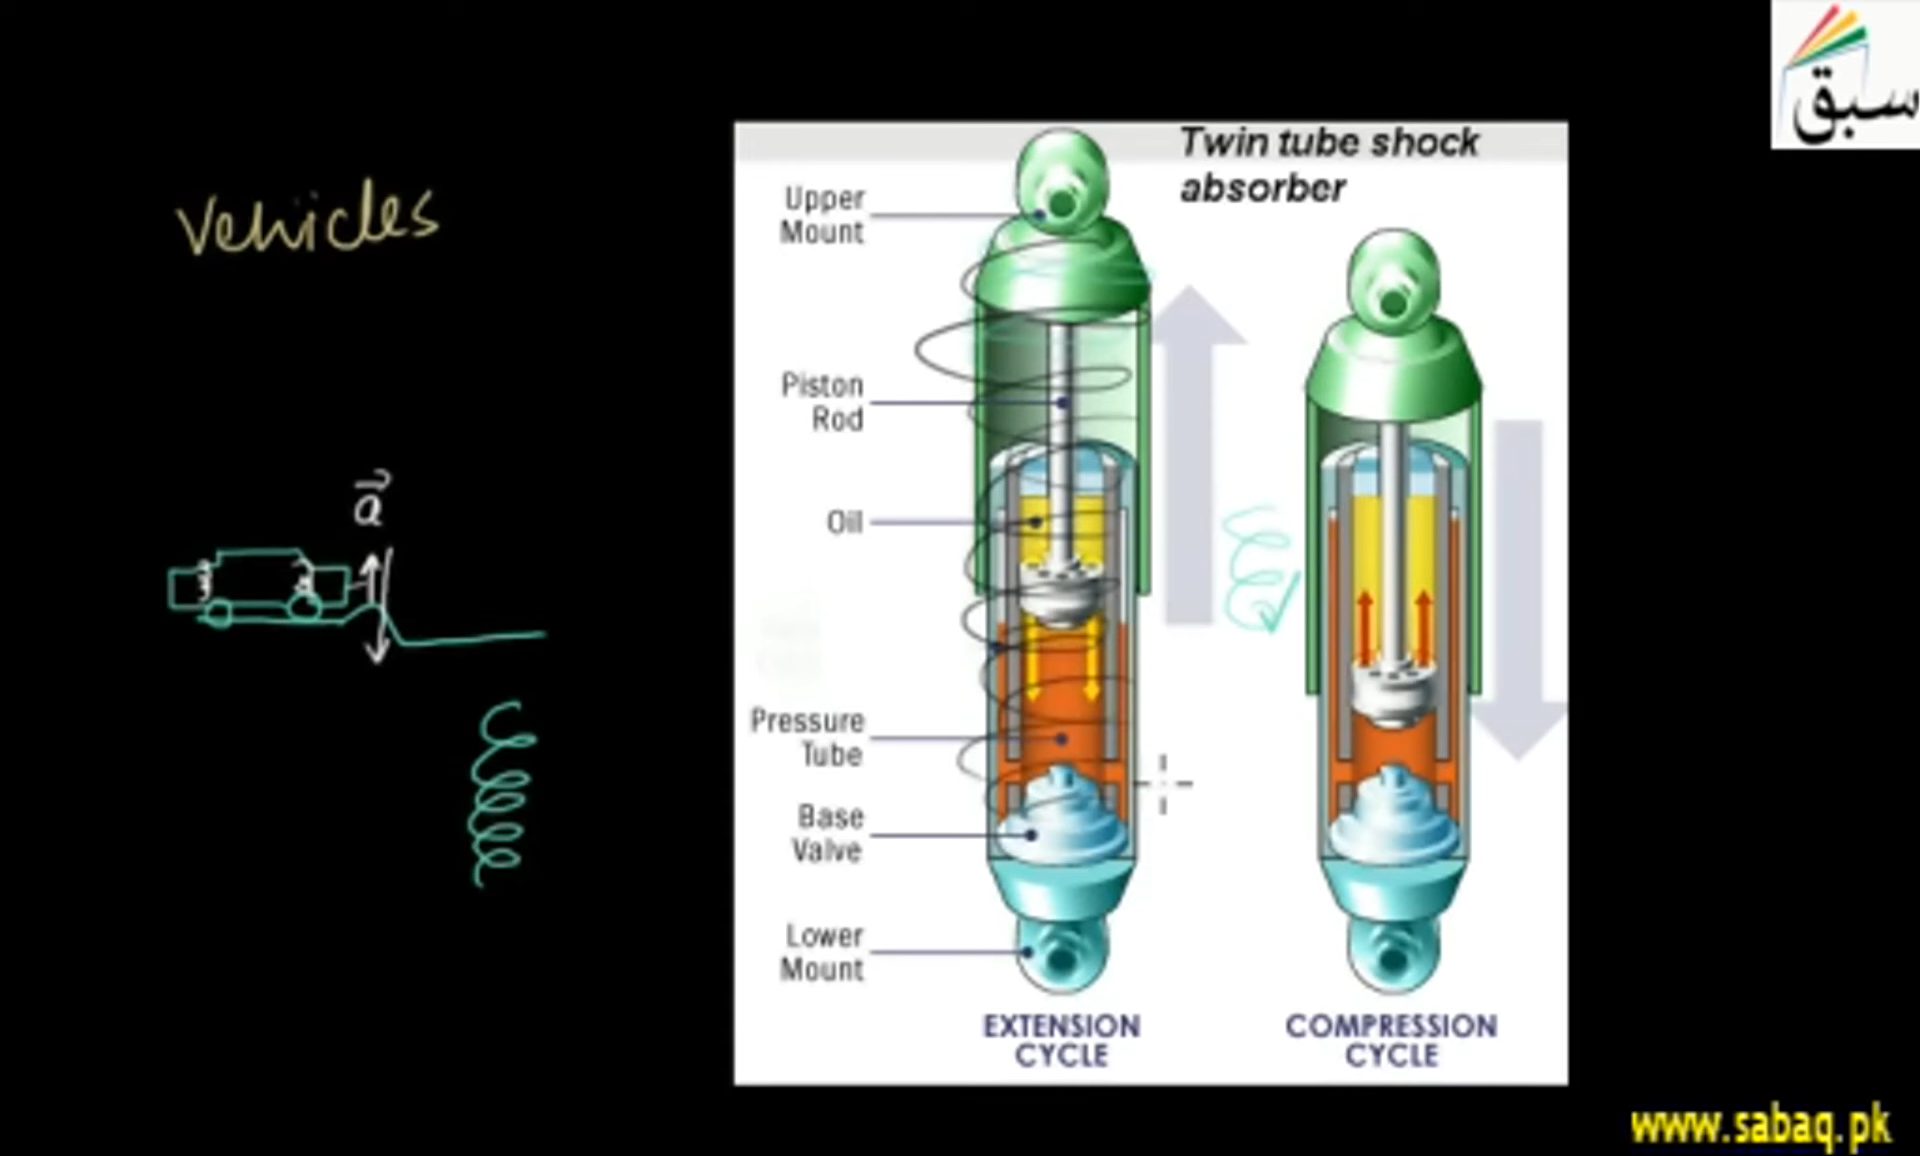 سبق
Twin tube shock
absorber
Vehicles
Upper
Mount
Piston
Rod
a
Oil
Pressure
Tube
Base
Valve
Lower
Mount
EXTENSION
CYCLE
COMPRESSION
CYCLE
www.sabaq.pk